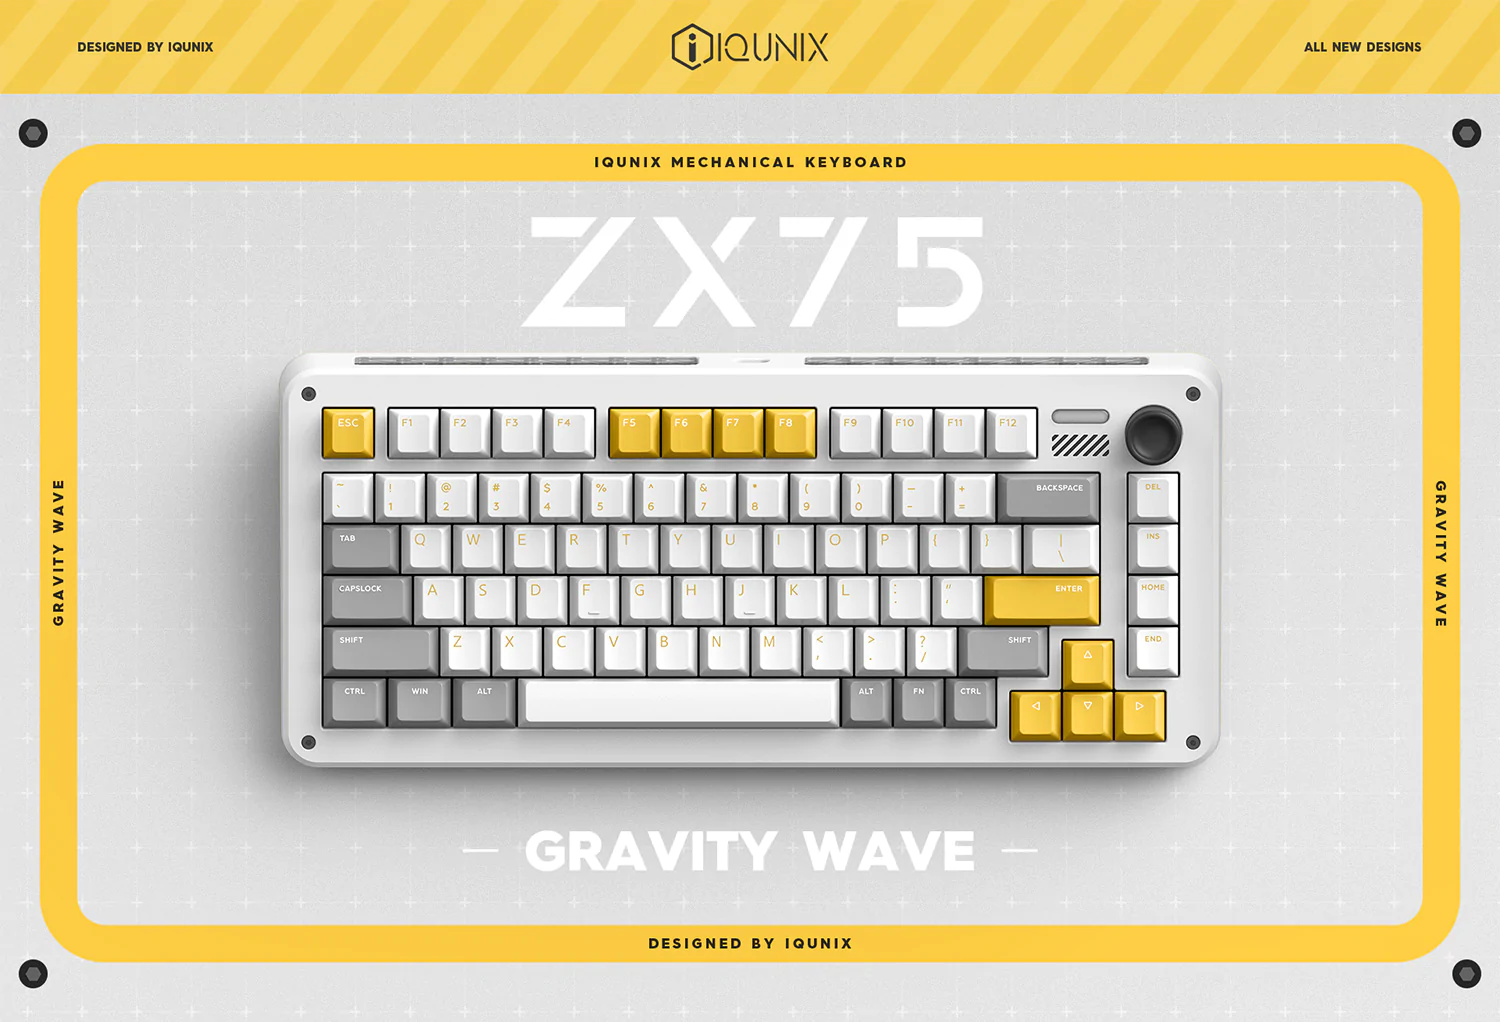 DESIGNED BY IQUNIX
IQUNIX
ALL NEW DESIGNS
IQUNIX MECHANICAL KEYBOARD
ZX75
GRAVITY WAVE
GRAVITY WAVE
ESC F1 F2 F3 F4 F5 F6 F7 F8 F9 F10 F11 F12
~ ! @ # $ % ^ & * ( ) — +
` 1 2 3 4 5 6 7 8 9 0 - = BACKSPACE DEL
TAB Q W E R T Y U I O P { } | \ INS
CAPSLOCK A S D F G H J K L : ; " ' ENTER HOME
SHIFT Z X C V B N M < , > . ? / SHIFT END
CTRL WIN ALT ALT FN CTRL
GRAVITY WAVE
DESIGNED BY IQUNIX